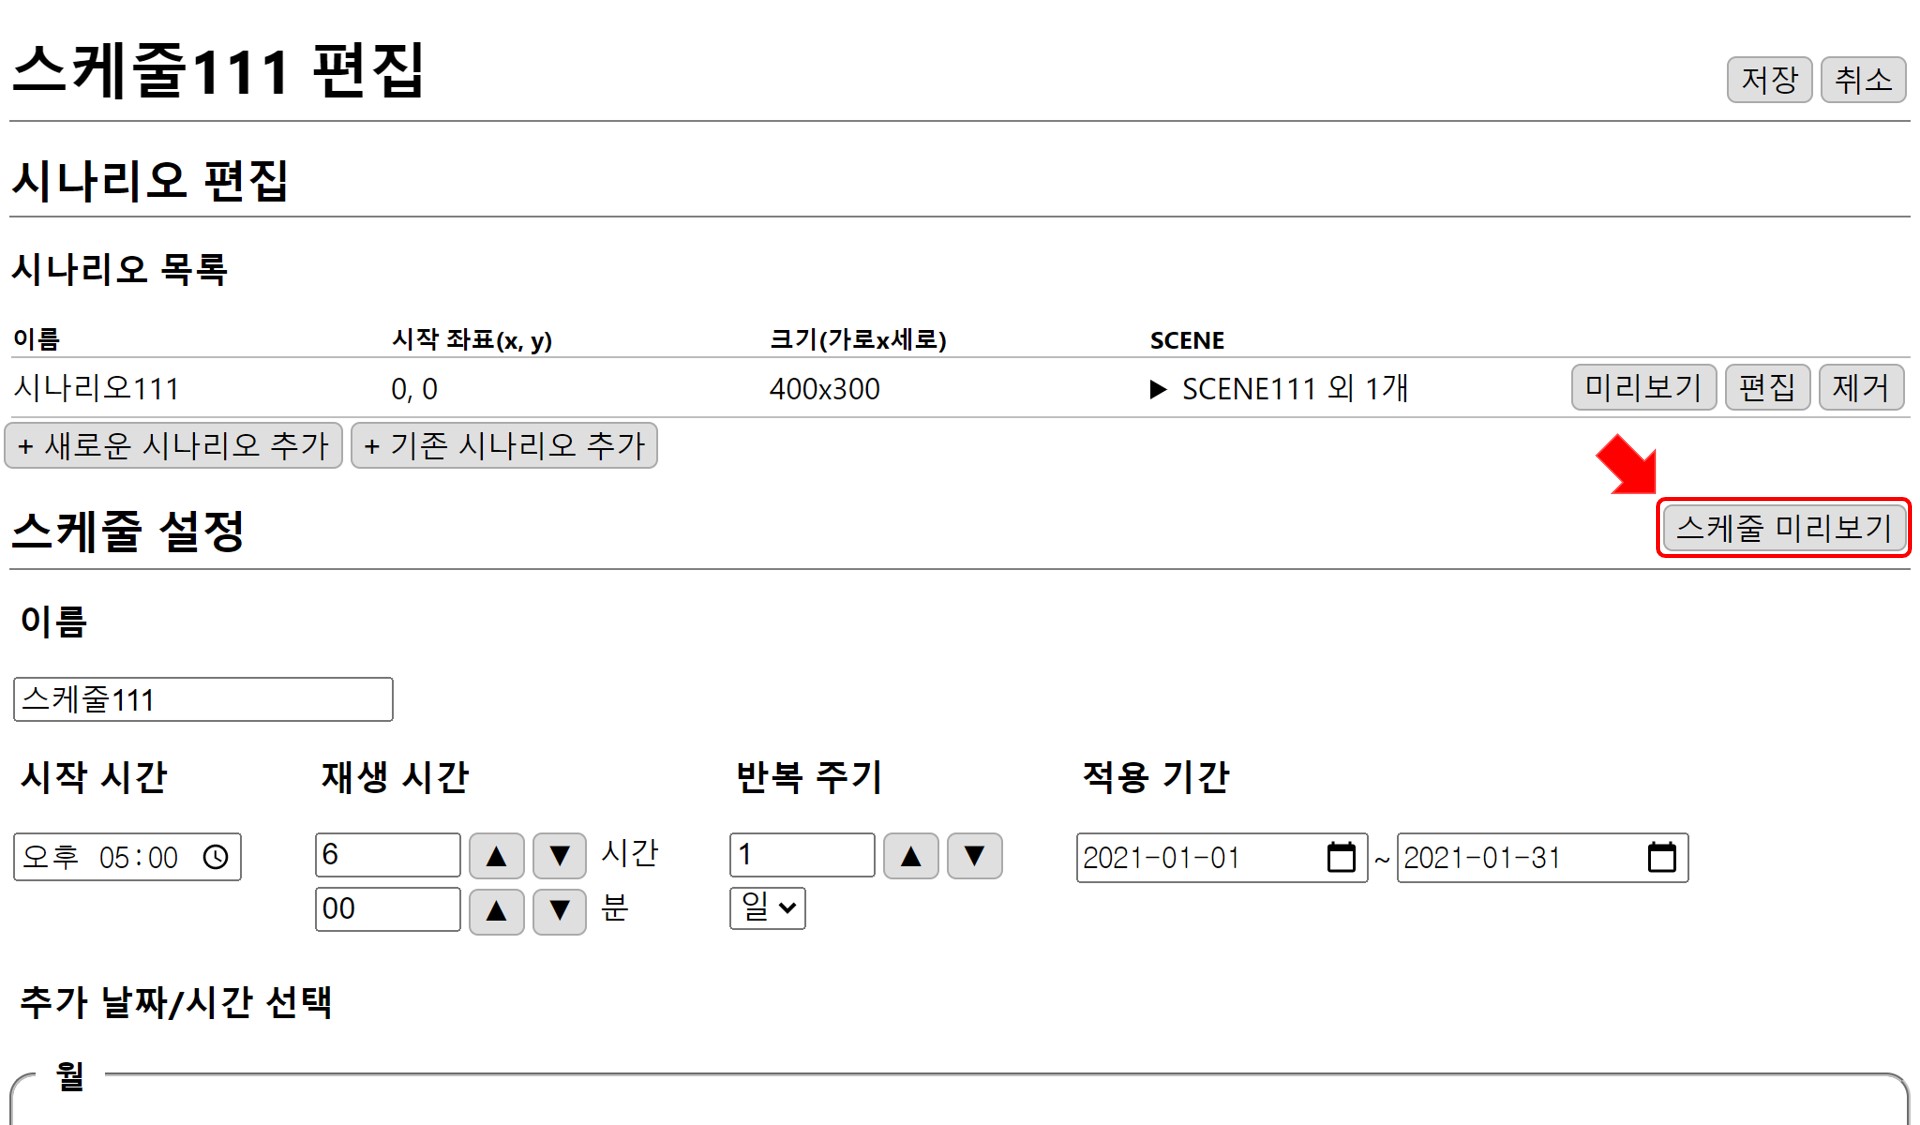 스케줄111 편집
저장 취소
시나리오 편집
시나리오 목록
이름 시작 좌표(x, y) 크기(가로x세로) SCENE
시나리오111 0, 0 400x300 ▶ SCENE111 외 1개 미리보기 편집 제거
+ 새로운 시나리오 추가 + 기존 시나리오 추가
스케줄 설정 스케줄 미리보기
이름
스케줄111
시작 시간 재생 시간 반복 주기 적용 기간
오후 05:00 6 ▲ ▼ 시간 1 ▲ ▼ 2021-01-01 ~ 2021-01-31
00 ▲ ▼ 분 일
추가 날짜/시간 선택
월